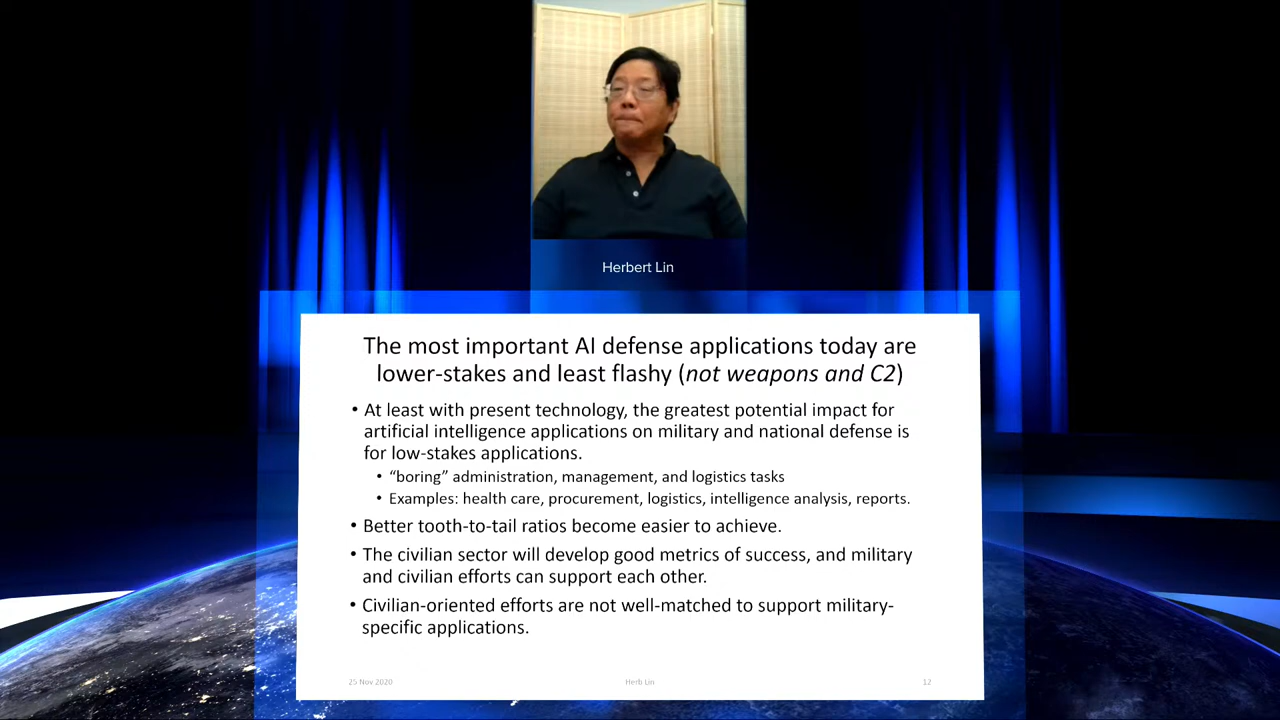 Herbert Lin
The most important AI defense applications today are
lower-stakes and least flashy (not weapons and C2)
• At least with present technology, the greatest potential impact for
artificial intelligence applications on military and national defense is
for low-stakes applications.
• “boring” administration, management, and logistics tasks
• Examples: health care, procurement, logistics, intelligence analysis, reports.
• Better tooth-to-tail ratios become easier to achieve.
• The civilian sector will develop good metrics of success, and military
and civilian efforts can support each other.
• Civilian-oriented efforts are not well-matched to support military-
specific applications.
25 Nov 2020
Herb Lin
12